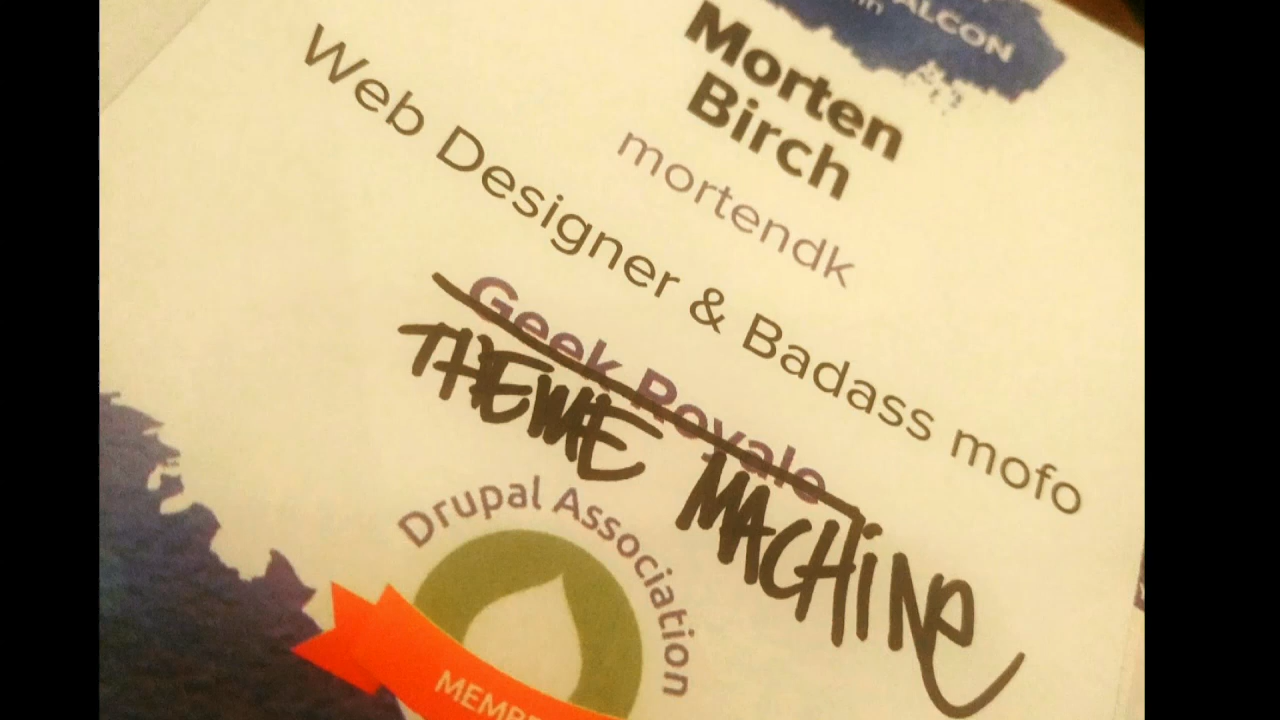 ALCON
Morten
Birch
mortendk
Web Designer & Badass mofo
Geek Royale
THEME MACHINE
Drupal Association